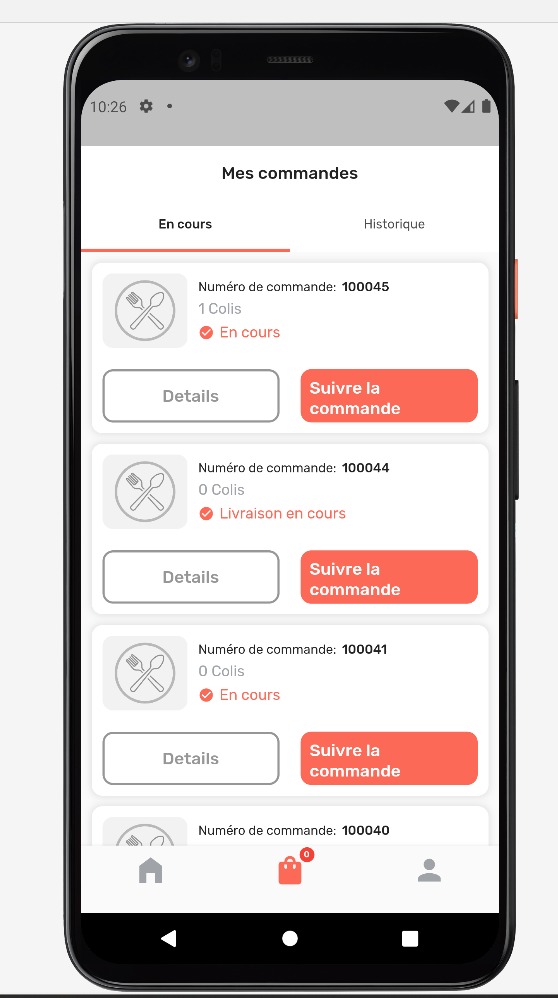 10:26
Mes commandes
En cours
Historique
Numéro de commande: 100045
1 Colis
En cours
Details
Suivre la
commande
Numéro de commande: 100044
0 Colis
Livraison en cours
Details
Suivre la
commande
Numéro de commande: 100041
0 Colis
En cours
Details
Suivre la
commande
Numéro de commande: 100040
0